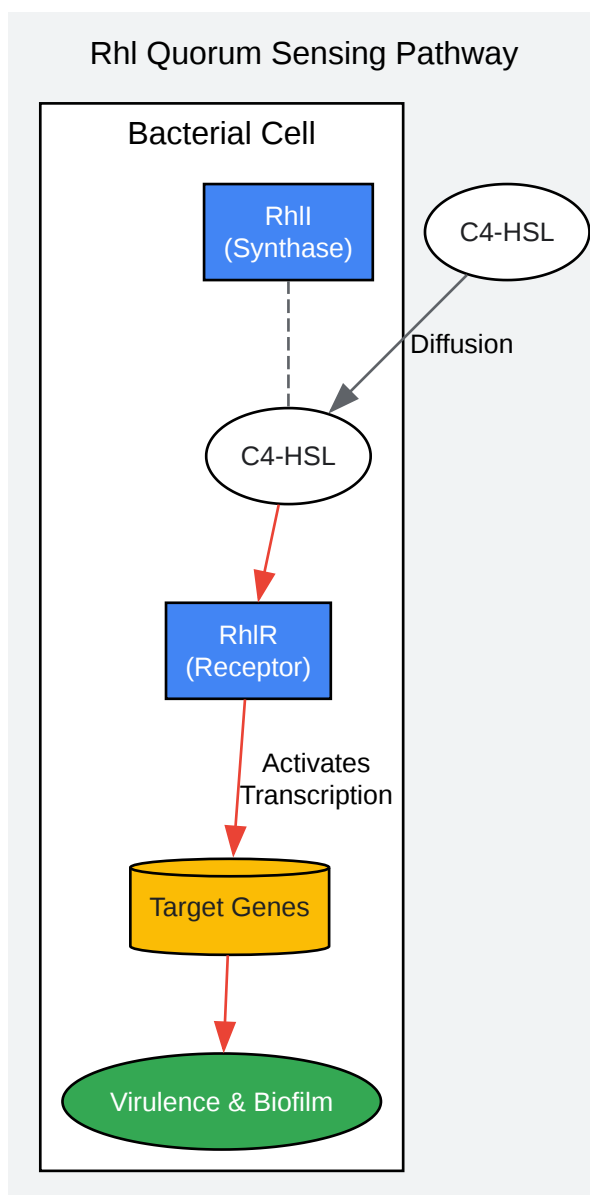 Rhl Quorum Sensing Pathway
Bacterial Cell
RhlI
(Synthase)
C4-HSL
Diffusion
C4-HSL
RhlR
(Receptor)
Activates
Transcription
Target Genes
Virulence & Biofilm